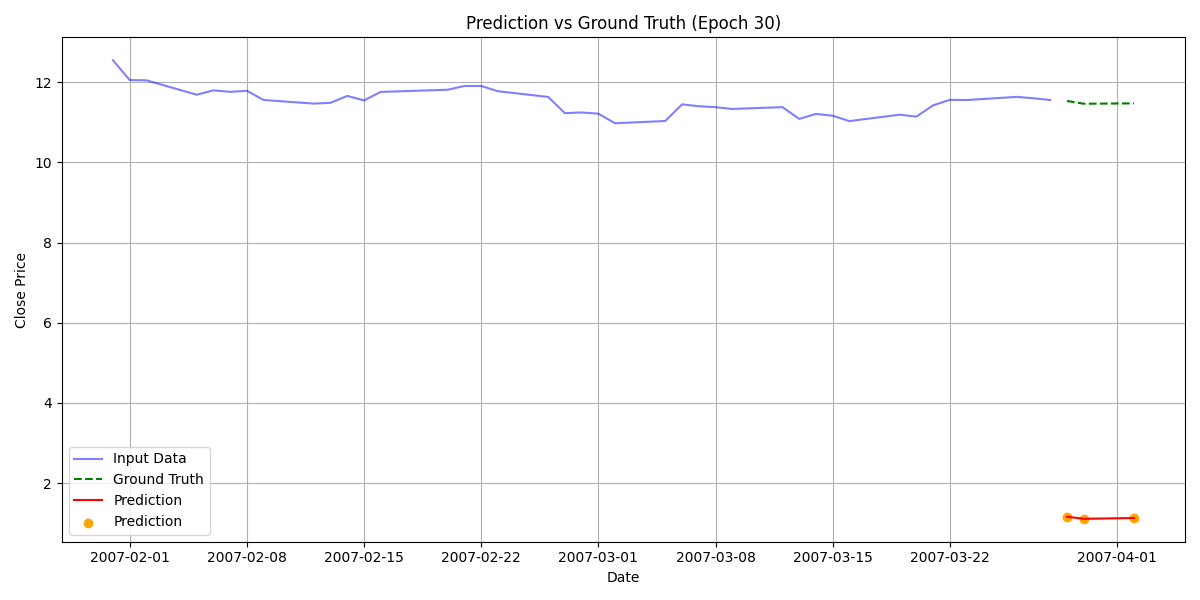 Prediction vs Ground Truth (Epoch 30)
Close Price
12
10
8
6
4
2
Input Data
Ground Truth
Prediction
Prediction
2007-02-01
2007-02-08
2007-02-15
2007-02-22
2007-03-01
2007-03-08
2007-03-15
2007-03-22
2007-04-01
Date